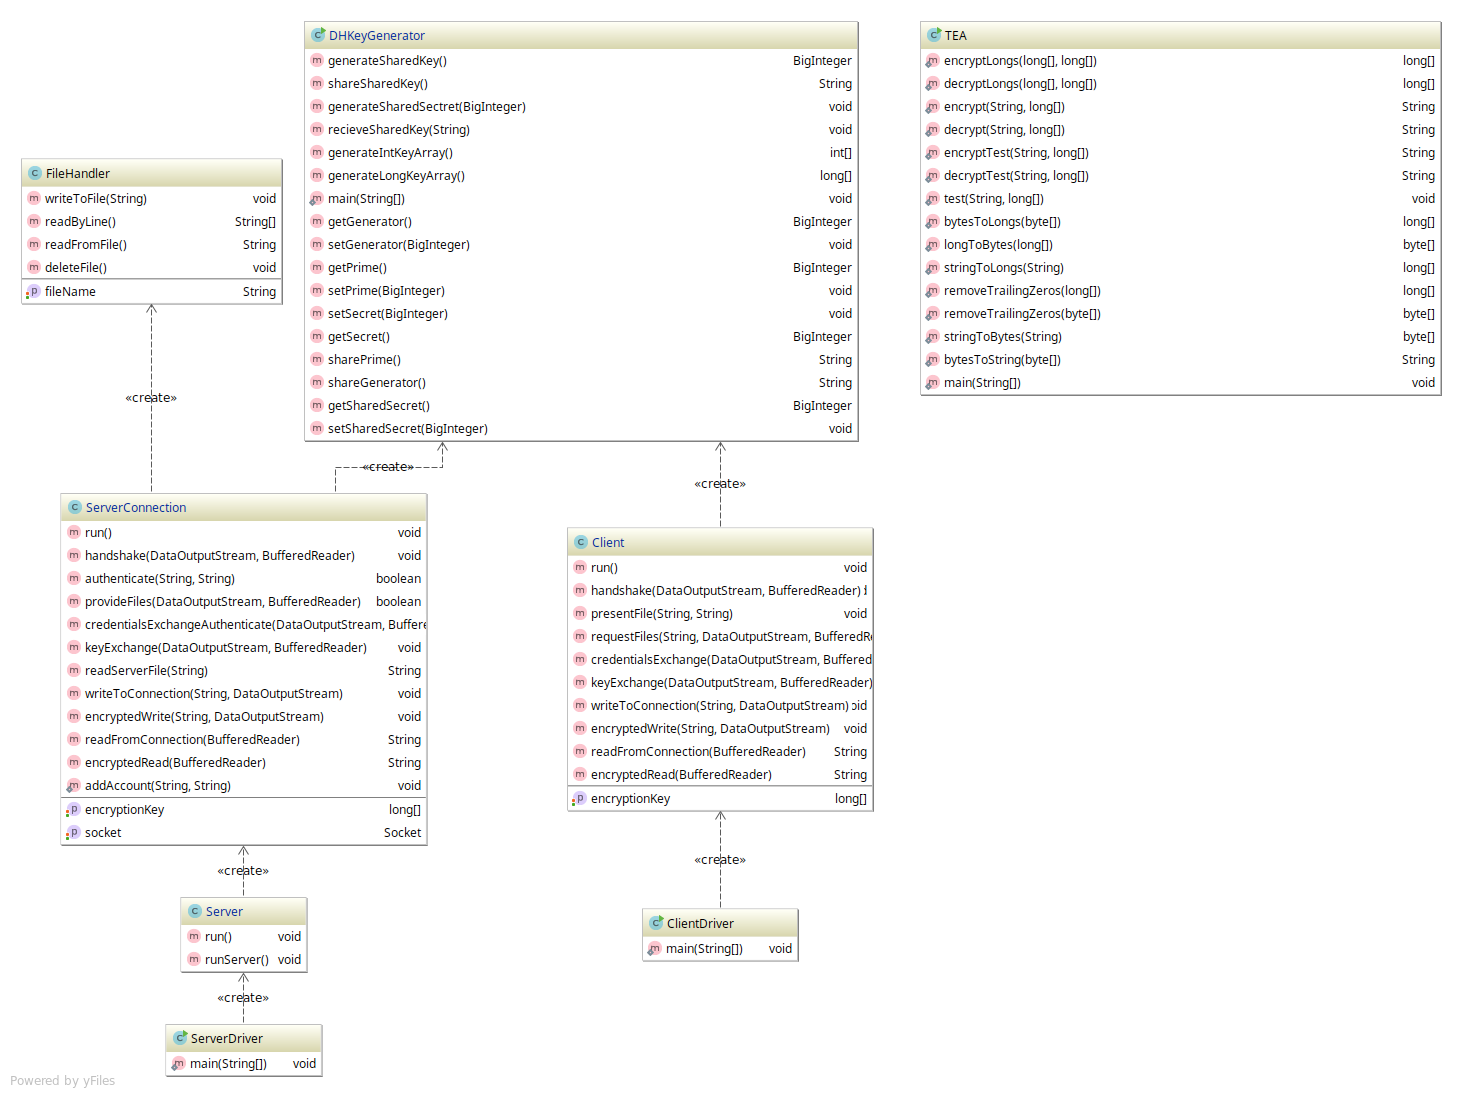 DHKeyGenerator
generateSharedKey() BigInteger
shareSharedKey() String
generateSharedSectret(BigInteger) void
recieveSharedKey(String) void
generateIntKeyArray() int[]
generateLongKeyArray() long[]
main(String[]) void
getGenerator() BigInteger
setGenerator(BigInteger) void
getPrime() BigInteger
setPrime(BigInteger) void
setSecret(BigInteger) void
getSecret() BigInteger
sharePrime() String
shareGenerator() String
getSharedSecret() BigInteger
setSharedSecret(BigInteger) void
TEA
encryptLongs(long[], long[]) long[]
decryptLongs(long[], long[]) long[]
encrypt(String, long[]) String
decrypt(String, long[]) String
encryptTest(String, long[]) String
decryptTest(String, long[]) String
test(String, long[]) void
bytesToLongs(byte[]) long[]
longToBytes(long[]) byte[]
stringToLongs(String) long[]
removeTrailingZeros(long[]) long[]
removeTrailingZeros(byte[]) byte[]
stringToBytes(String) byte[]
bytesToString(byte[]) String
main(String[]) void
FileHandler
writeToFile(String) void
readByLine() String[]
readFromFile() String
deleteFile() void
fileName String
«create»
«create»
«create»
ServerConnection
run() void
handshake(DataOutputStream, BufferedReader) void
authenticate(String, String) boolean
provideFiles(DataOutputStream, BufferedReader) boolean
credentialsExchangeAuthenticate(DataOutputStream, Buffere
keyExchange(DataOutputStream, BufferedReader) void
readServerFile(String) String
writeToConnection(String, DataOutputStream) void
encryptedWrite(String, DataOutputStream) void
readFromConnection(BufferedReader) String
encryptedRead(BufferedReader) String
addAccount(String, String) void
encryptionKey long[]
socket Socket
Client
run() void
handshake(DataOutputStream, BufferedReader) d
presentFile(String, String) void
requestFiles(String, DataOutputStream, BufferedR
credentialsExchange(DataOutputStream, Buffered
keyExchange(DataOutputStream, BufferedReader)
writeToConnection(String, DataOutputStream) oid
encryptedWrite(String, DataOutputStream) void
readFromConnection(BufferedReader) String
encryptedRead(BufferedReader) String
encryptionKey long[]
«create»
«create»
Server
run() void
runServer() void
ClientDriver
main(String[]) void
«create»
ServerDriver
main(String[]) void
Powered by yFiles